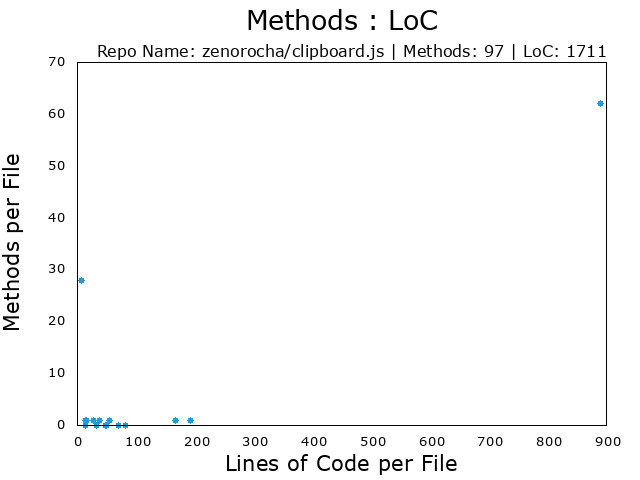 Methods : LoC
Repo Name: zenorocha/clipboard.js | Methods: 97 | LoC: 1711
70
60
50
40
30
20
10
0
Methods per File
0 100 200 300 400 500 600 700 800 900
Lines of Code per File